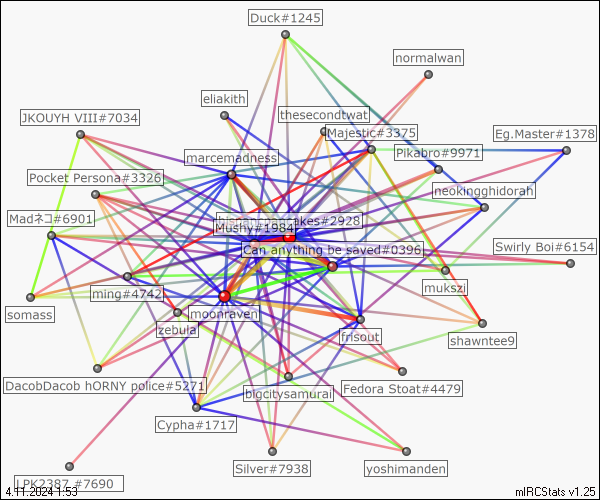 Duck#1245
normalwan
eliakith
thesecondtwat
JKOUYH VIII#7034
Majestic#3375
Eg.Master#1378
marcemadness
Pikabro#9971
Pocket Persona#3326
neokingghidorah
Madネコ#6901
Mushy#1984
akes#2928
Can anything be saved#0396
Swirly Boi#6154
ming#4742
mukszi
somass
moonraven
zebula
frisout
shawntee9
DacobDacob hORNY police#5271
bigcitysamurai
Fedora Stoat#4479
Cypha#1717
Silver#7938
yoshimanden
LPK2387 #7690
4.11.2024 1:53
mIRCStats v1.25